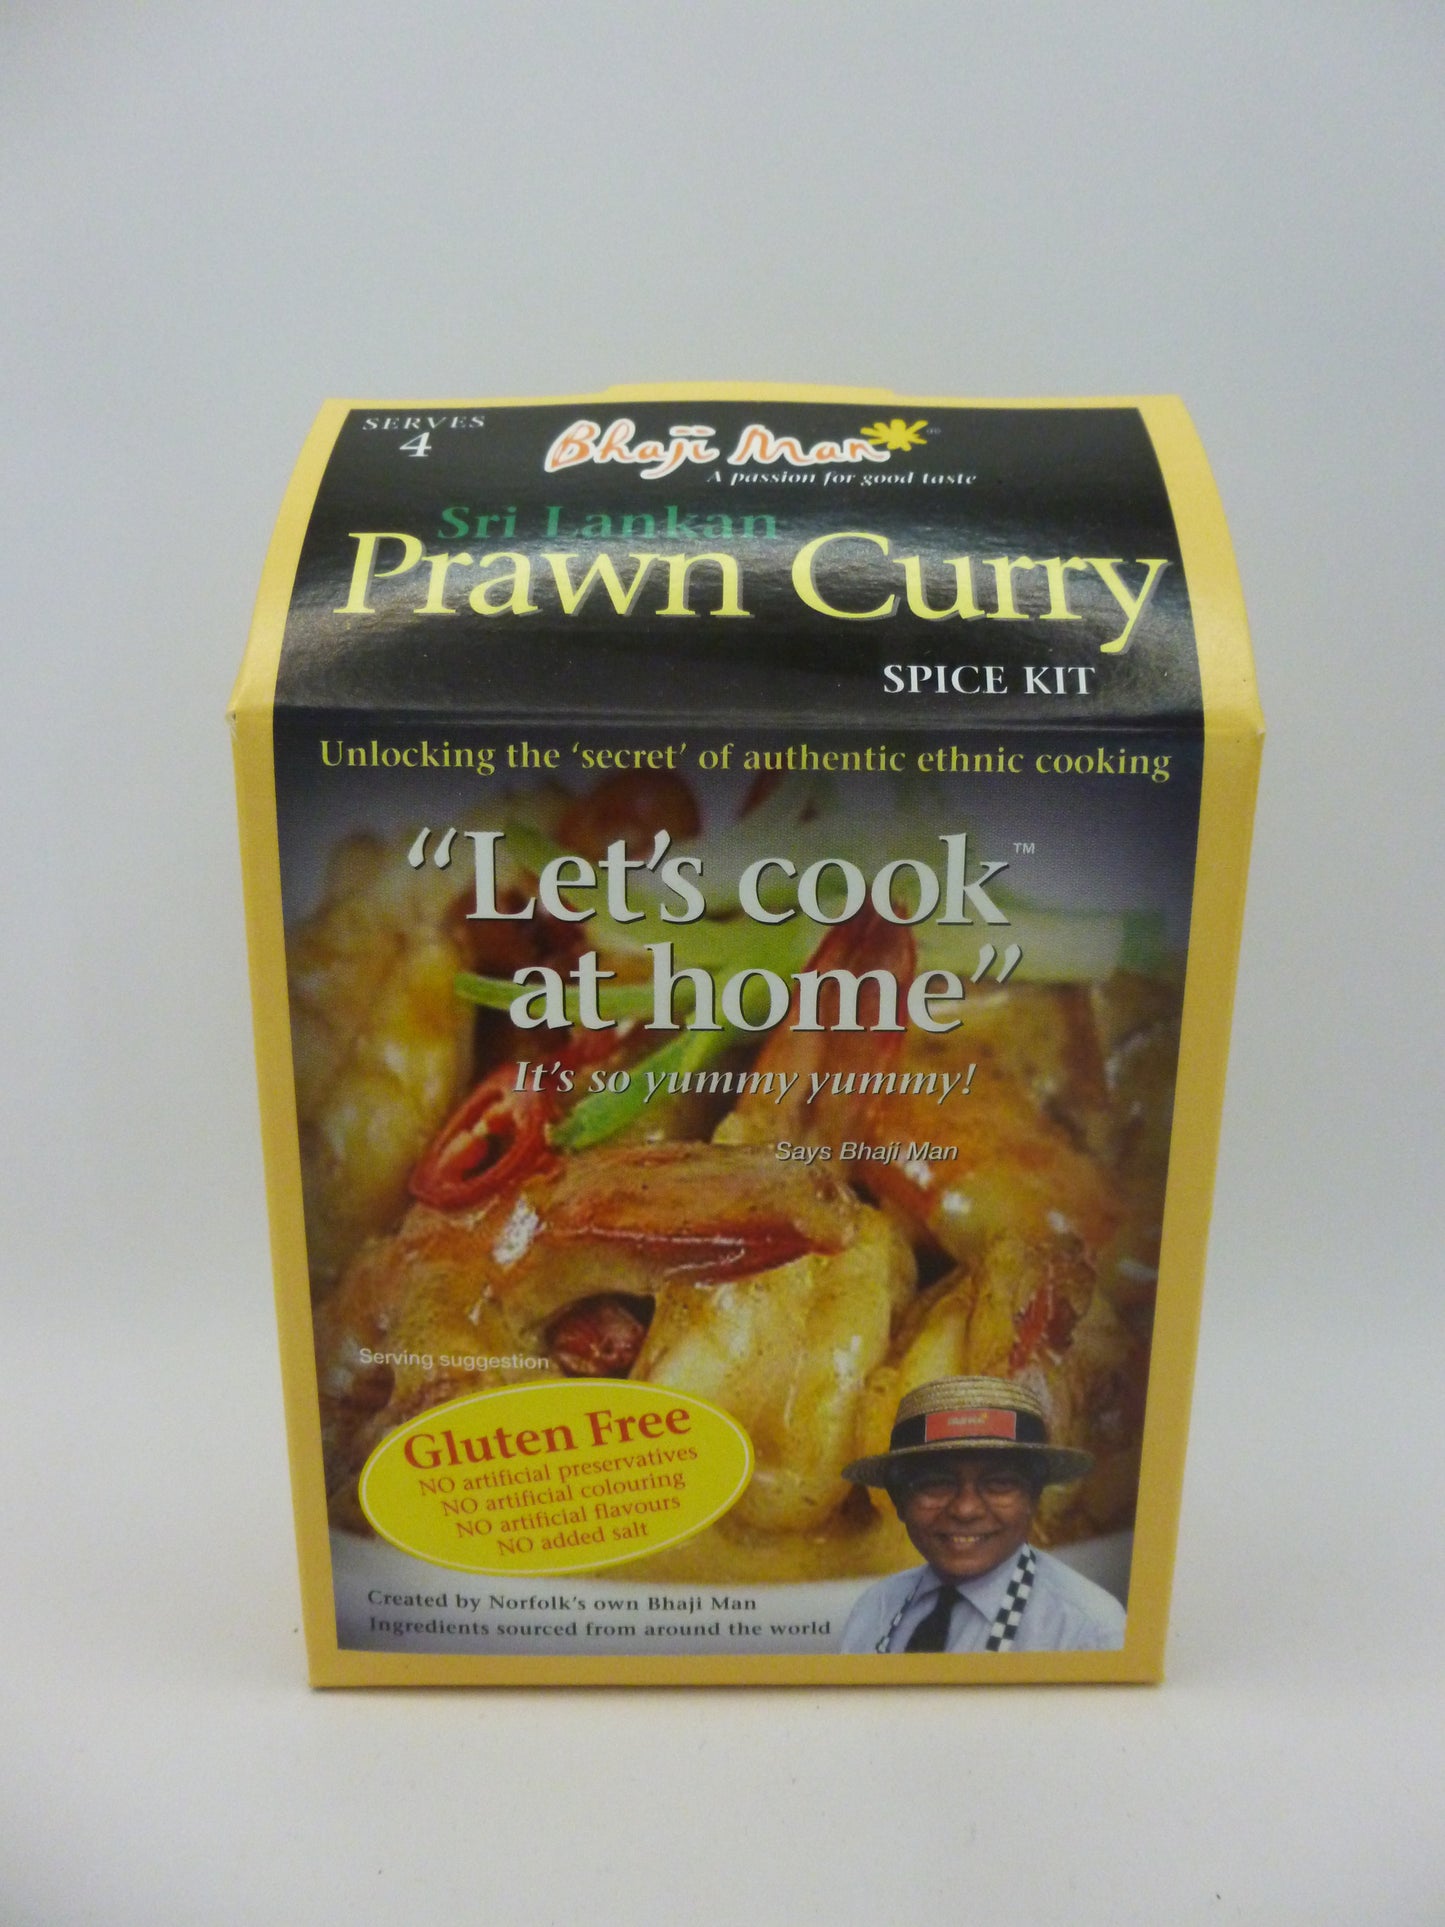 SERVES
4
Bhaji Man
®
A passion for good taste
Sri Lankan
Prawn Curry
SPICE KIT
Unlocking the ‘secret’ of authentic ethnic cooking
“Let's cook™
at home”
It's so yummy yummy!
Says Bhaji Man
Serving suggestion
Gluten Free
NO artificial preservatives
NO artificial colouring
NO artificial flavours
NO added salt
Created by Norfolk's own Bhaji Man
Ingredients sourced from around the world